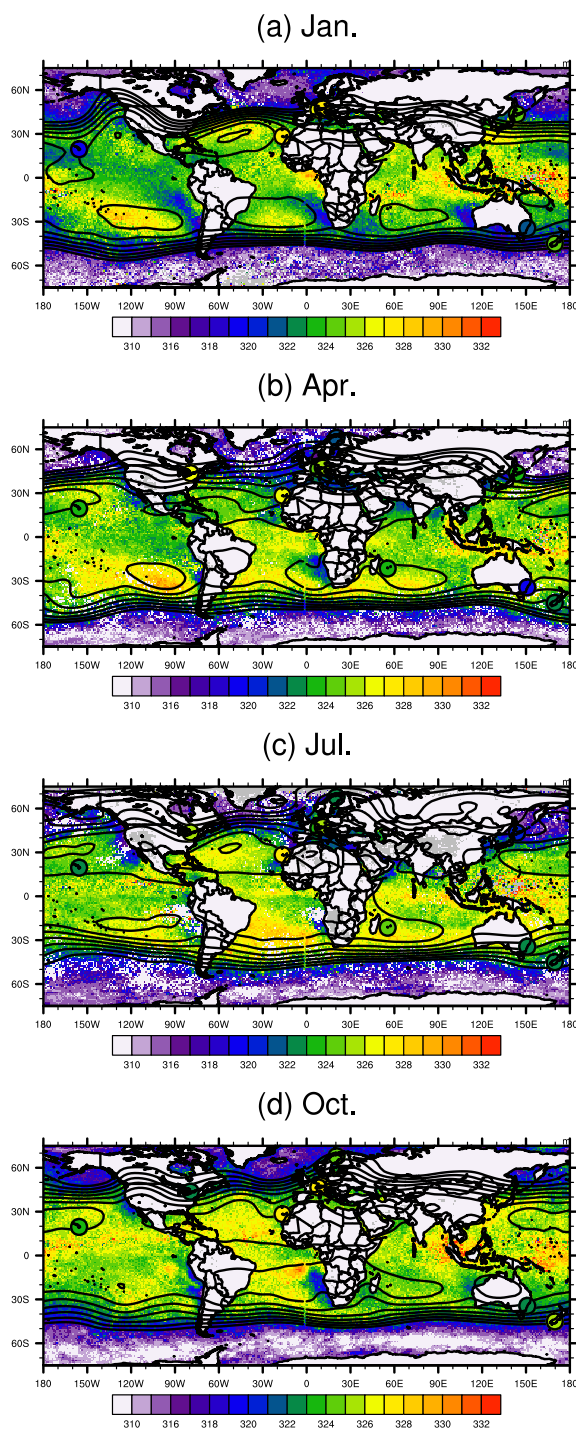 (a) Jan.
m
60N
30N
0
30S
60S
180 150W 120W 90W 60W 30W 0 30E 60E 90E 120E 150E 180
310 316 318 320 322 324 326 328 330 332
(b) Apr.
m
60N
30N
0
30S
60S
180 150W 120W 90W 60W 30W 0 30E 60E 90E 120E 150E 180
310 316 318 320 322 324 326 328 330 332
(c) Jul.
m
60N
30N
0
30S
60S
180 150W 120W 90W 60W 30W 0 30E 60E 90E 120E 150E 180
310 316 318 320 322 324 326 328 330 332
(d) Oct.
m
60N
30N
0
30S
60S
180 150W 120W 90W 60W 30W 0 30E 60E 90E 120E 150E 180
310 316 318 320 322 324 326 328 330 332